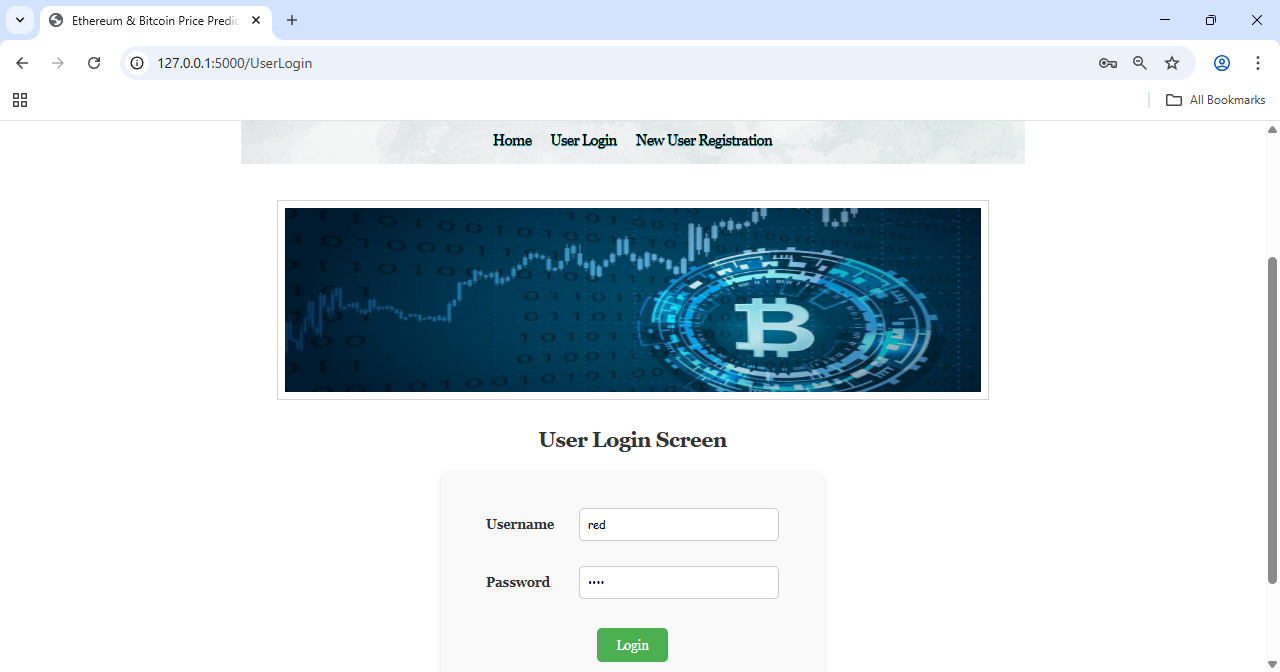 Ethereum & Bitcoin Price Predic
127.0.0.1:5000/UserLogin
All Bookmarks
Home User Login New User Registration
User Login Screen
Username red
Password ••••
Login